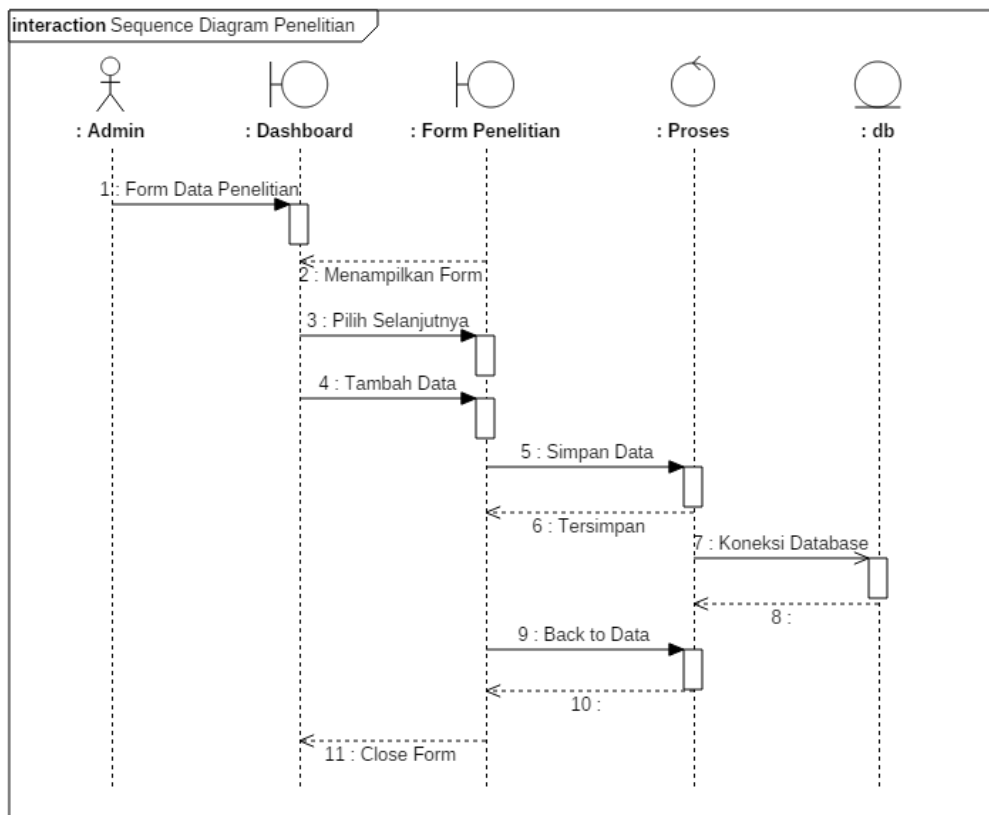 interaction Sequence Diagram Penelitian
: Admin
: Dashboard
: Form Penelitian
: Proses
: db
1 : Form Data Penelitian
2 : Menampilkan Form
3 : Pilih Selanjutnya
4 : Tambah Data
5 : Simpan Data
6 : Tersimpan
7 : Koneksi Database
8 :
9 : Back to Data
10 :
11 : Close Form